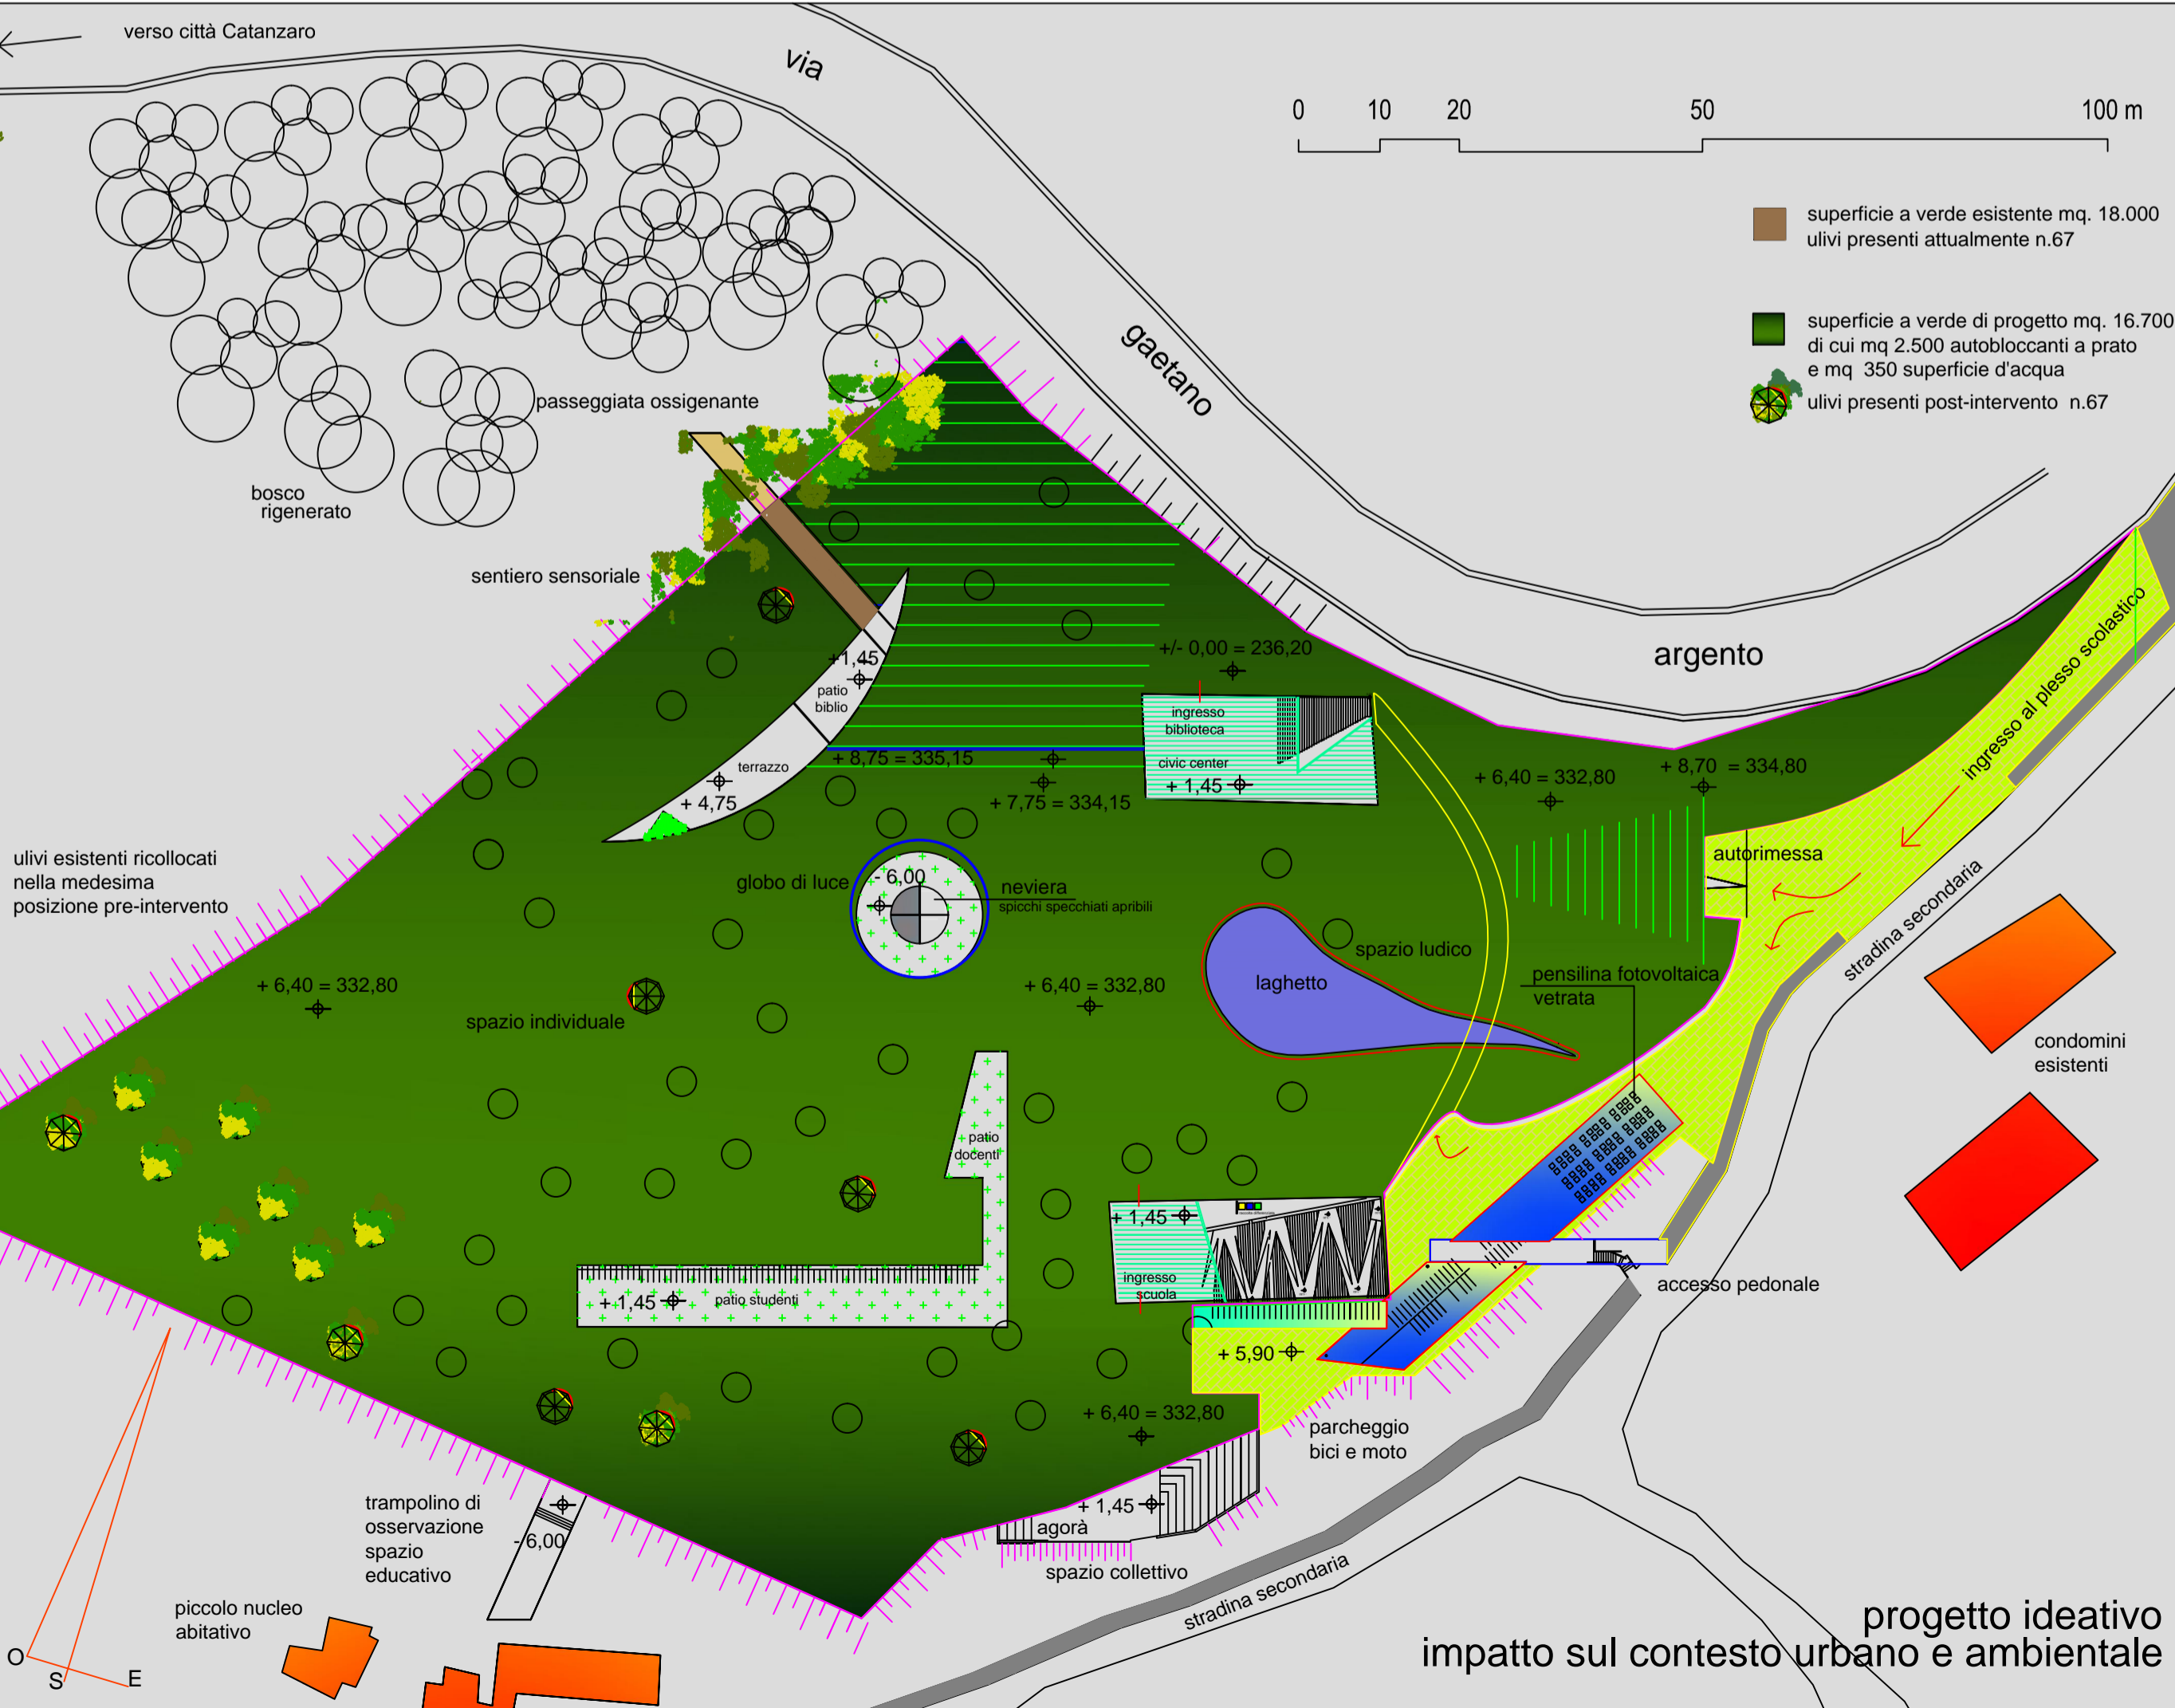 verso città Catanzaro
via
0 10 20 50 100 m
superficie a verde esistente mq. 18.000
ulivi presenti attualmente n.67
superficie a verde di progetto mq. 16.700
di cui mq 2.500 autobloccanti a prato
e mq 350 superficie d'acqua
ulivi presenti post-intervento n.67
gaetano
passeggiata ossigenante
bosco
rigenerato
sentiero sensoriale
argento
ingresso al plesso scolastico
+/- 0,00 = 236,20
+1,45
patio
biblio
ingresso
biblioteca
civic center
+ 1,45
terrazzo
+ 4,75
+ 8,75 = 335,15
+ 7,75 = 334,15
+ 6,40 = 332,80
+ 8,70 = 334,80
autorimessa
ulivi esistenti ricollocati
nella medesima
posizione pre-intervento
globo di luce
- 6,00
neviera
spicchi specchiati apribili
stradina secondaria
spazio ludico
laghetto
pensilina fotovoltaica
vetrata
+ 6,40 = 332,80
+ 6,40 = 332,80
spazio individuale
condomini
esistenti
patio
docenti
+ 1,45
ingresso
scuola
+ 1,45
patio studenti
accesso pedonale
+ 5,90
+ 6,40 = 332,80
parcheggio
bici e moto
trampolino di
osservazione
spazio
educativo
- 6,00
+ 1,45
agorà
spazio collettivo
stradina secondaria
piccolo nucleo
abitativo
O
S
E
progetto ideativo
impatto sul contesto urbano e ambientale